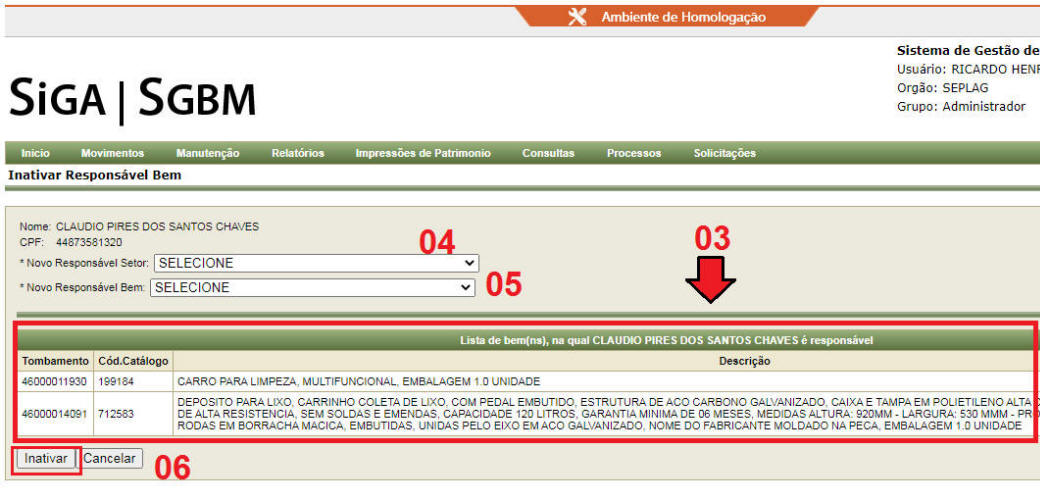 Ambiente de Homologação
Sistema de Gestão de
Usuário: RICARDO HENR
Orgão: SEPLAG
Grupo: Administrador
SiGA | SGBM
Inicio Movimentos Manutenção Relatórios Impressões de Patrimonio Consultas Processos Solicitações
Inativar Responsável Bem
Nome: CLAUDIO PIRES DOS SANTOS CHAVES
CPF: 44873581320
04
03
* Novo Responsável Setor: SELECIONE
* Novo Responsável Bem: SELECIONE
05
Lista de bem(ns), na qual CLAUDIO PIRES DOS SANTOS CHAVES é responsável
Tombamento Cód.Catálogo Descrição
46000011930 199184 CARRO PARA LIMPEZA, MULTIFUNCIONAL, EMBALAGEM 1.0 UNIDADE
46000014091 712583 DEPOSITO PARA LIXO, CARRINHO COLETA DE LIXO, COM PEDAL EMBUTIDO, ESTRUTURA DE ACO CARBONO GALVANIZADO, CAIXA E TAMPA EM POLIETILENO ALTA
DE ALTA RESISTENCIA, SEM SOLDAS E EMENDAS, CAPACIDADE 120 LITROS, GARANTIA MINIMA DE 06 MESES, MEDIDAS ALTURA: 920MM - LARGURA: 530 MMM - PRO
RODAS EM BORRACHA MACICA, EMBUTIDAS, UNIDAS PELO EIXO EM ACO GALVANIZADO, NOME DO FABRICANTE MOLDADO NA PECA, EMBALAGEM 1.0 UNIDADE
Inativar Cancelar
06